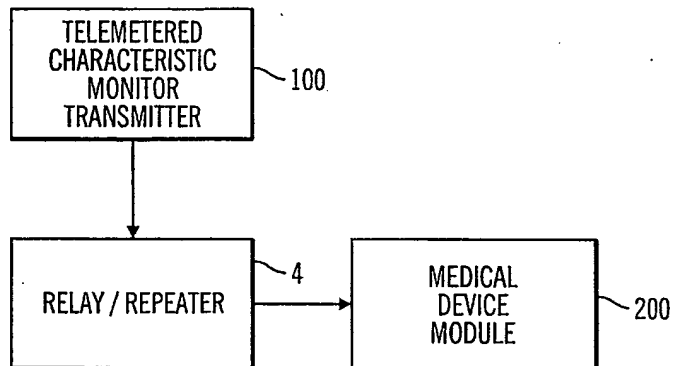 TELEMETERED
CHARACTERISTIC
MONITOR
TRANSMITTER
100
RELAY / REPEATER
4
MEDICAL
DEVICE
MODULE
200